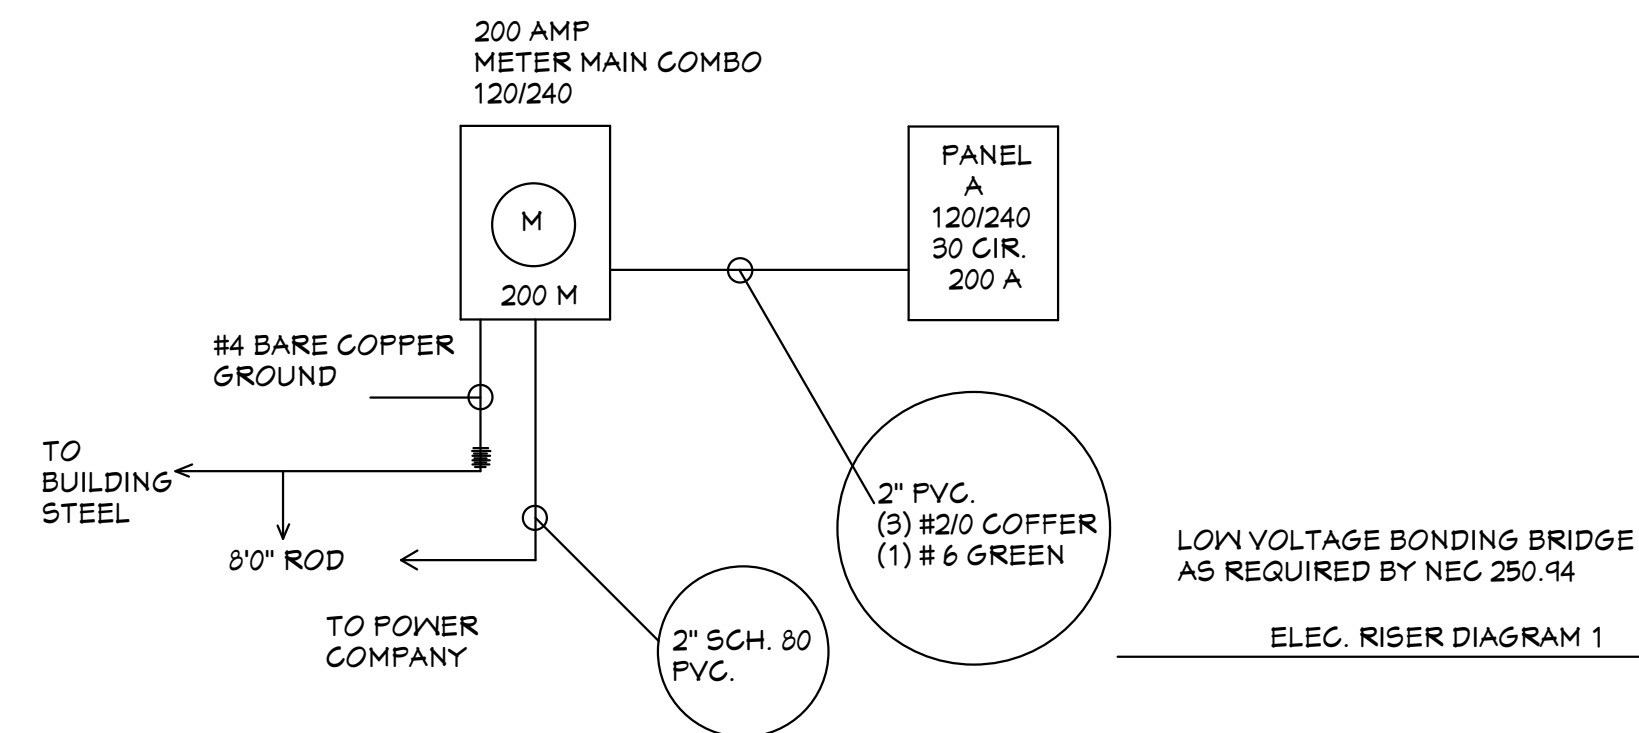 200 AMP
METER MAIN COMBO
120/240
M
200 M
PANEL
A
120/240
30 CIR.
200 A
#4 BARE COPPER
GROUND
TO
BUILDING
STEEL
8'0" ROD
TO POWER
COMPANY
2" SCH. 80
PVC.
2" PVC.
(3) #2/0 COFFER
(1) # 6 GREEN
LOW VOLTAGE BONDING BRIDGE
AS REQUIRED BY NEC 250.94
ELEC. RISER DIAGRAM 1